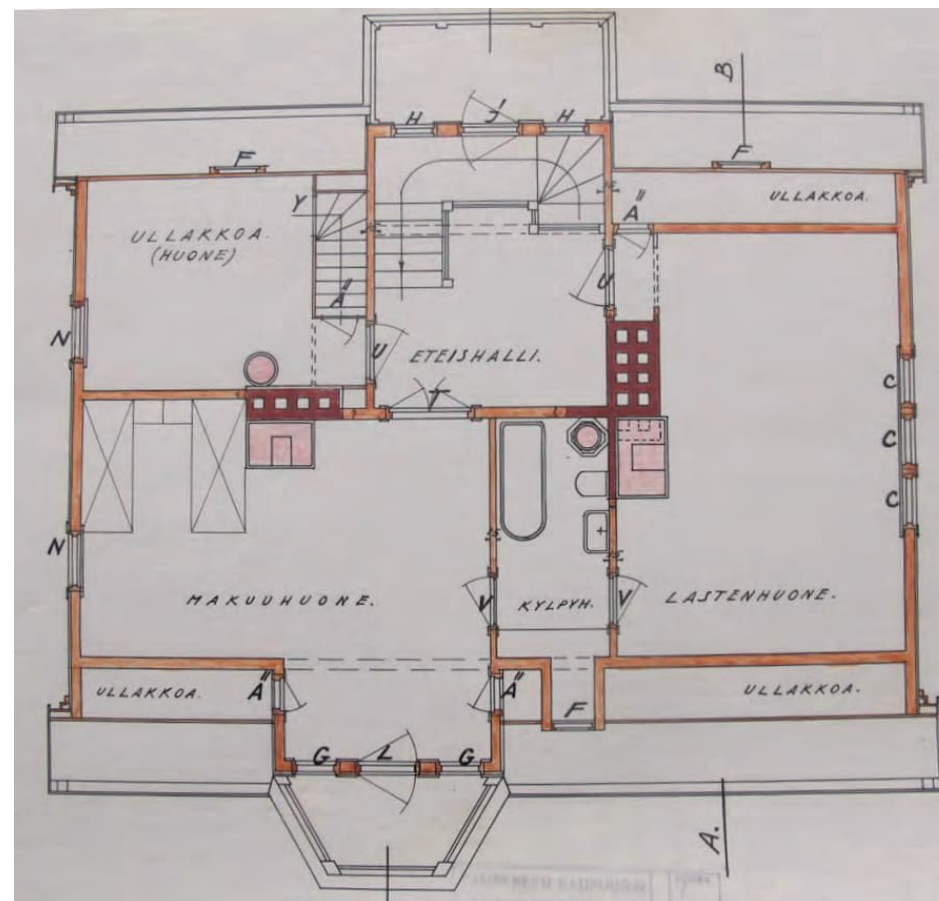 B
H
J
H
F
F
Y
ULLAKKOA.
A"
ULLAKKOA.
(HUONE)
A"
U
N
U
ETEISHALLI.
T
C
C
C
N
MAKUUHUONE.
V
KYLPYH.
V
LASTENHUONE.
ULLAKKOA.
A"
A"
F
ULLAKKOA.
G
L
G
A.